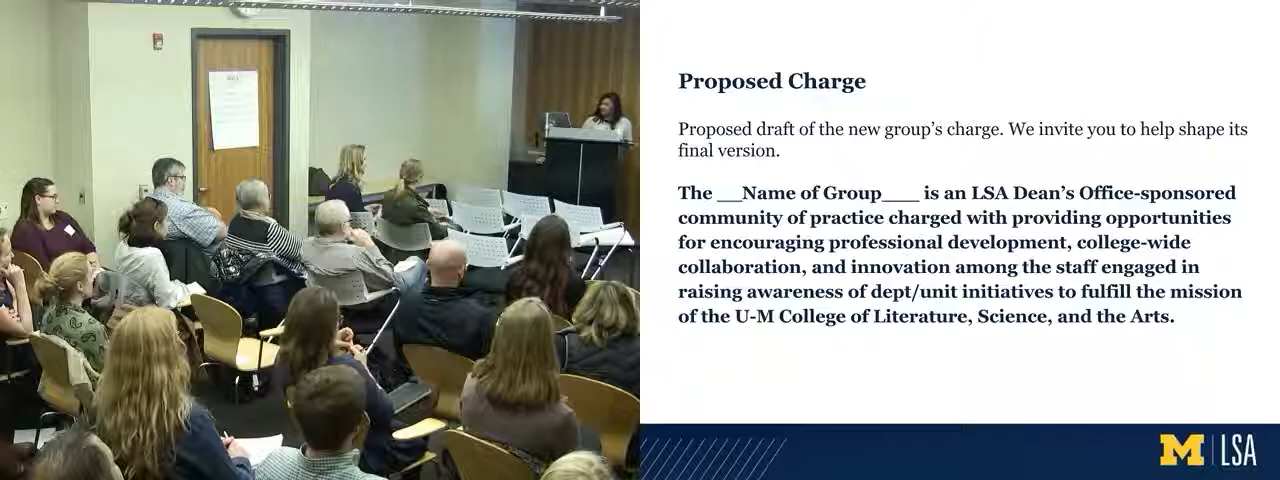 Proposed Charge
Proposed draft of the new group's charge. We invite you to help shape its
final version.
The __Name of Group____ is an LSA Dean's Office-sponsored
community of practice charged with providing opportunities
for encouraging professional development, college-wide
collaboration, and innovation among the staff engaged in
raising awareness of dept/unit initiatives to fulfill the mission
of the U-M College of Literature, Science, and the Arts.
M LSA